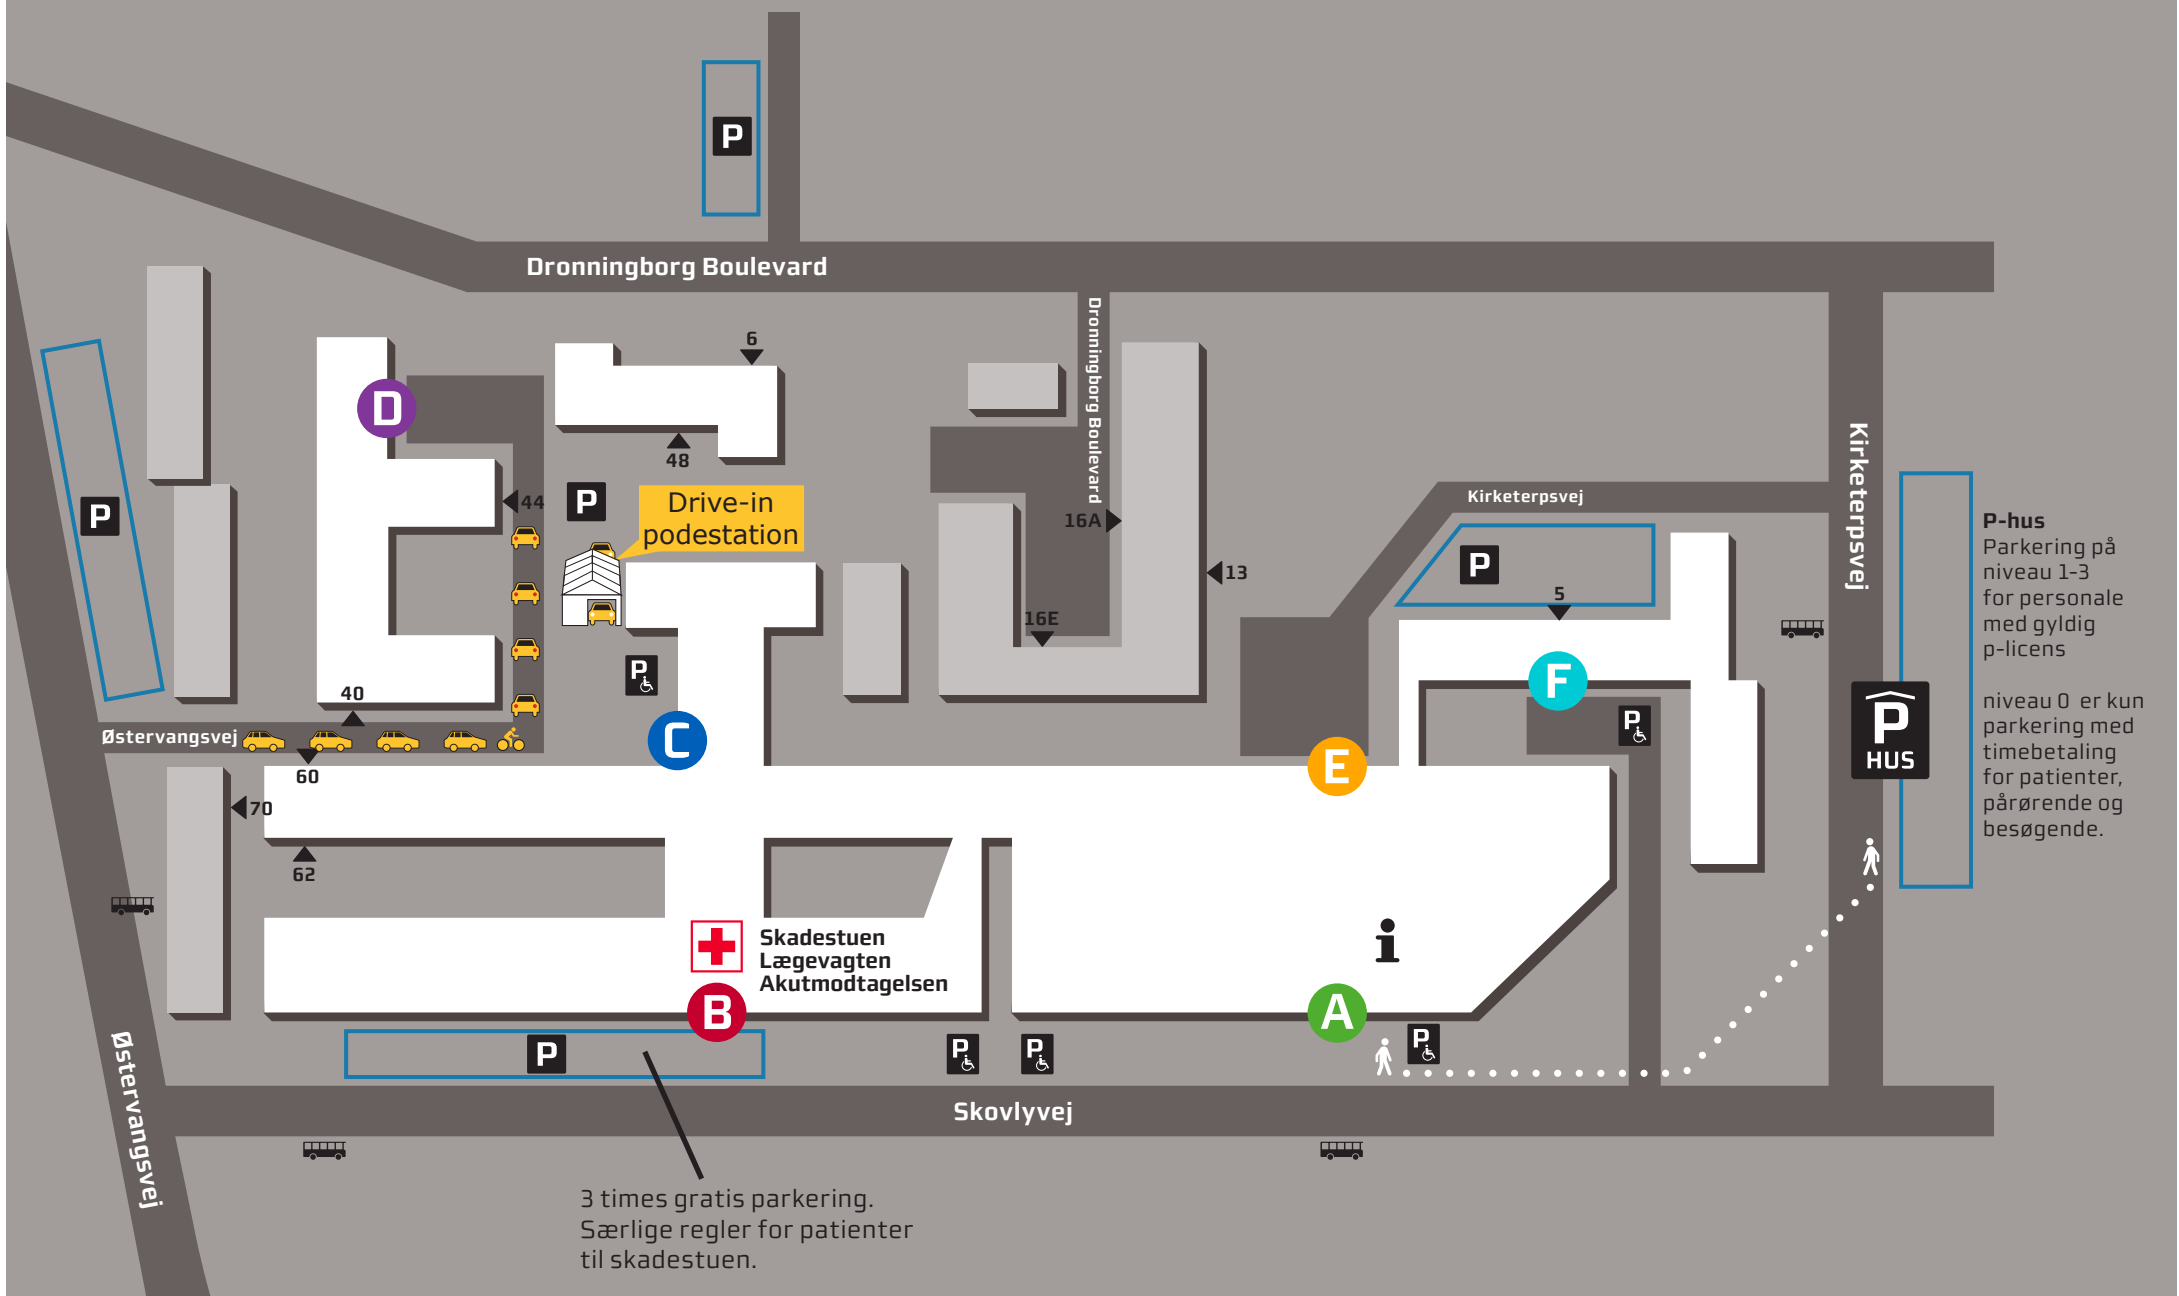 P
Dronningborg Boulevard
6
Dronningborg Boulevard
D
48
Kirketerpsvej
44
P
Drive-in
podestation
Kirketerpsvej
P
16A
P-hus
Parkering på
niveau 1-3
for personale
med gyldig
p-licens
niveau 0 er kun
parkering med
timebetaling
for patienter,
pårørende og
besøgende.
P
13
5
16E
P
F
40
P
HUS
P
Østervangsvej
C
60
E
70
62
Skadestuen
Lægevagten
Akutmodtagelsen
i
B
A
P
P
P
P
Østervangsvej
Skovlyvej
3 times gratis parkering.
Særlige regler for patienter
til skadestuen.